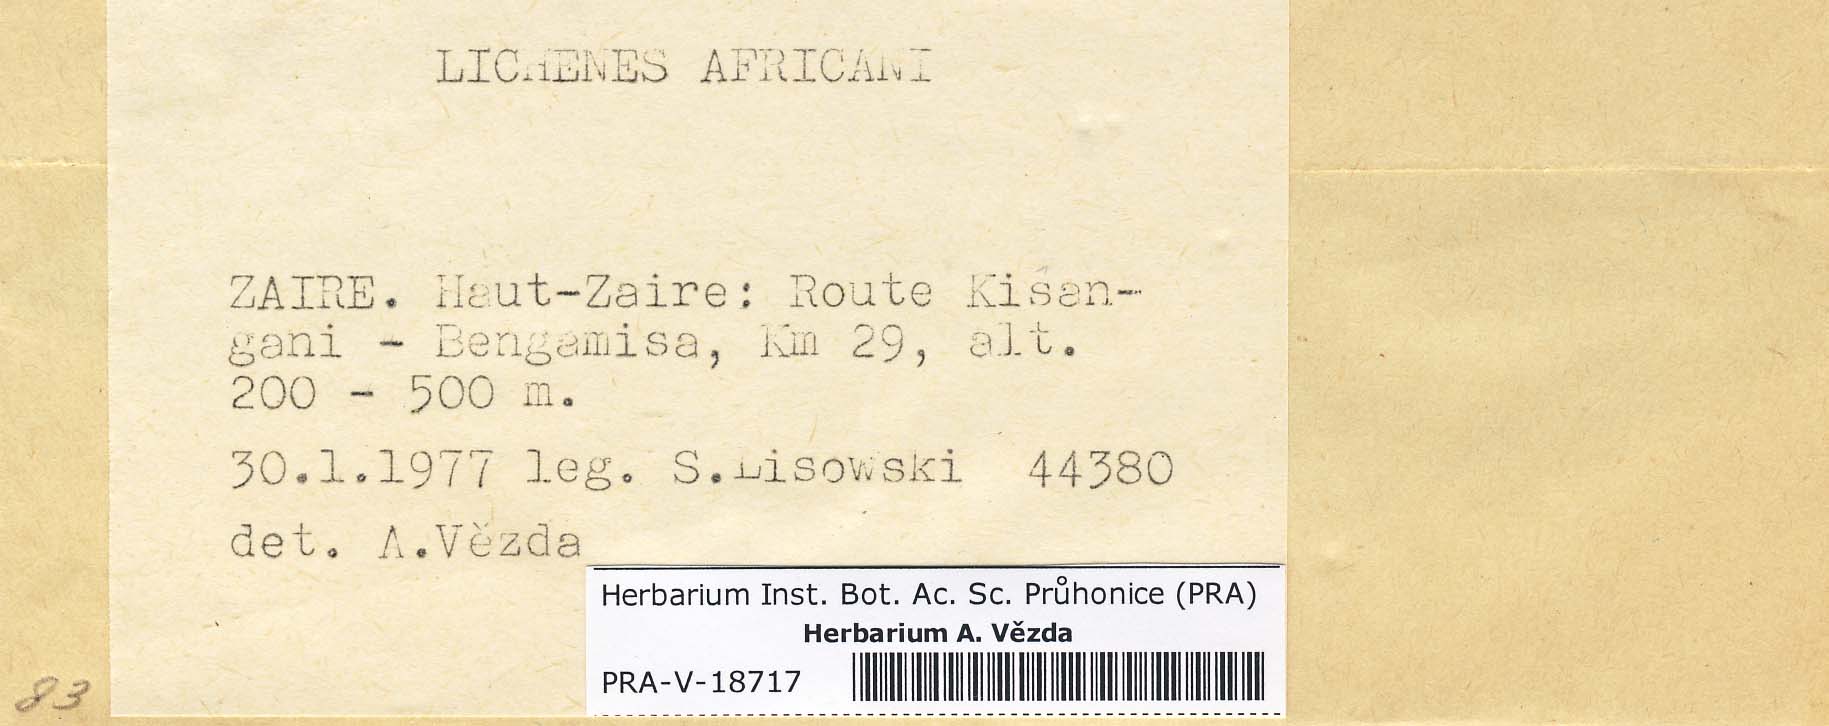 LICHENES AFRICANI
ZAIRE. Haut-Zaire: Route Kisan-
gani - Bengamisa, Km 29, alt.
200 - 500 m.
30.1.1977 leg. S.Lisowski 44380
det. A.Vězda
Herbarium Inst. Bot. Ac. Sc. Průhonice (PRA)
Herbarium A. Vězda
PRA-V-18717
83